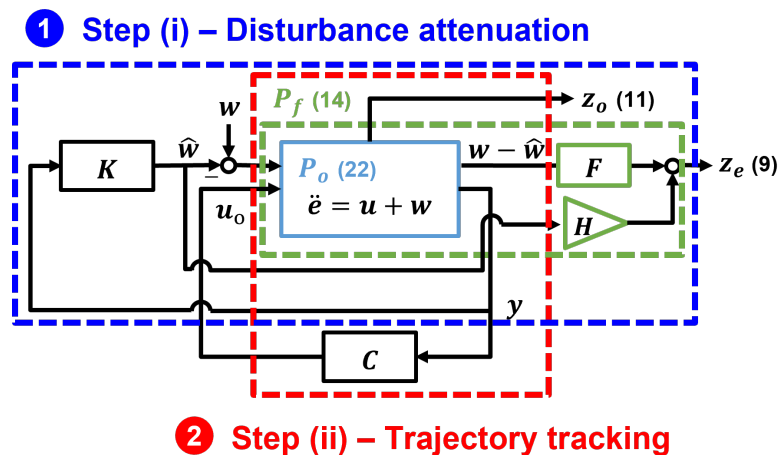 1 Step (i) – Disturbance attenuation
P_f (14)
w
z_o (11)
K
ŵ
−
P_o (22)
ë = u + w
w − ŵ
F
z_e (9)
u_o
H
y
C
2 Step (ii) – Trajectory tracking